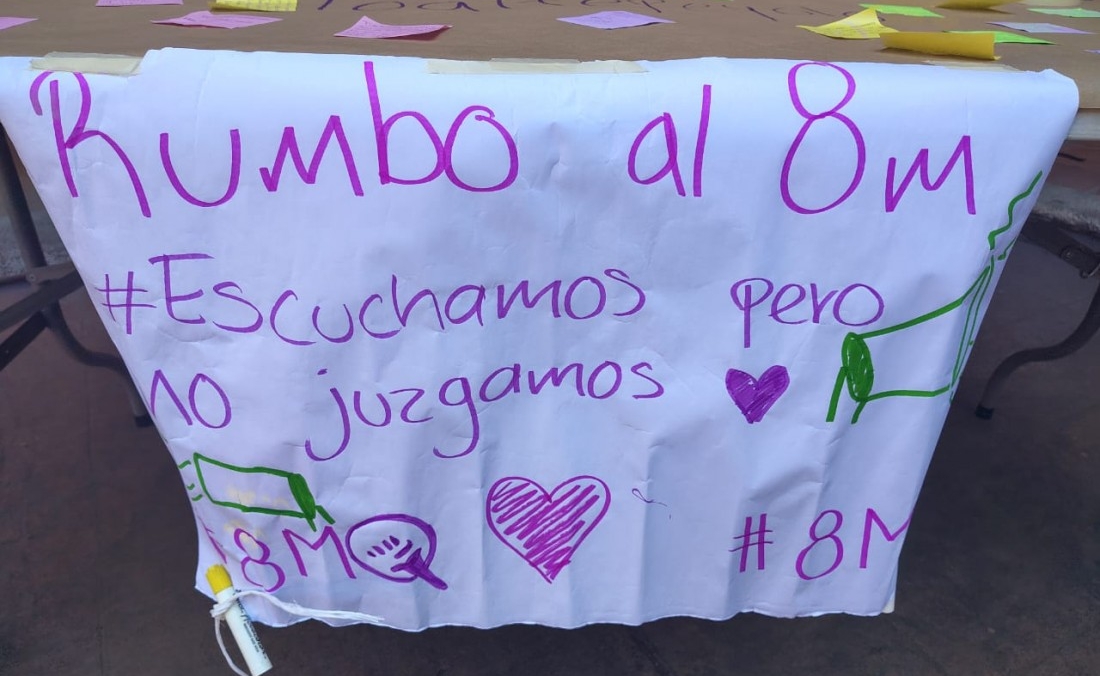 Rumbo al 8m
#Escuchamos pero
no juzgamos
#8M #8M